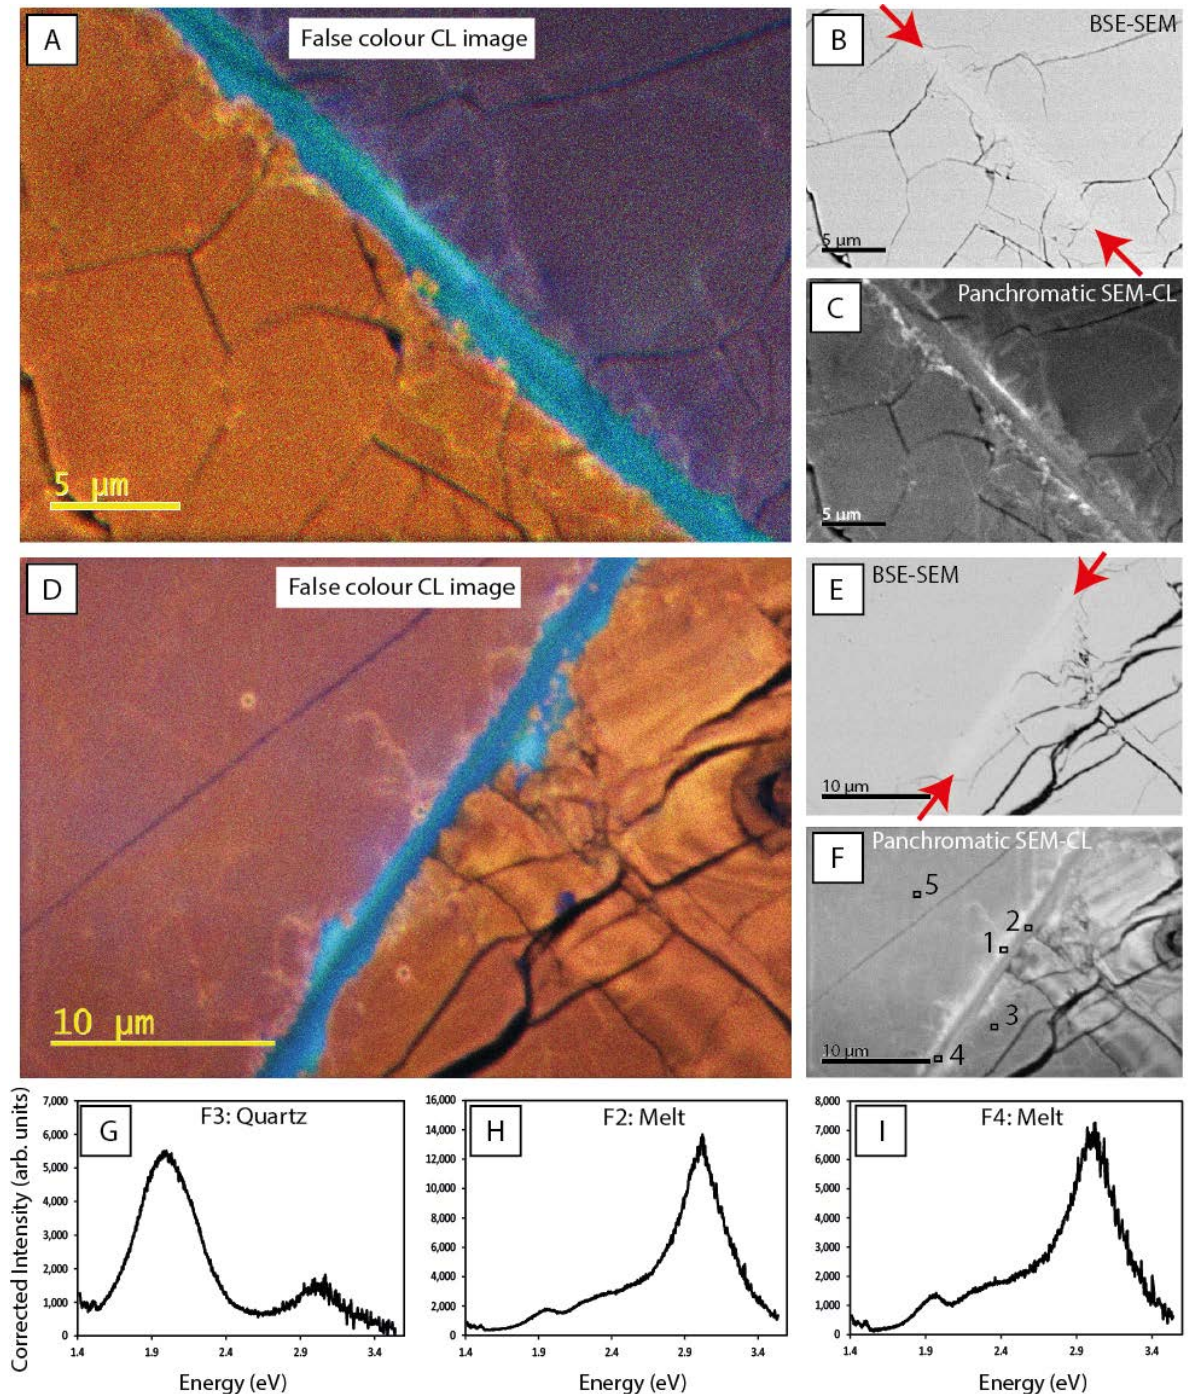 A
False colour CL image
5 µm
B
BSE-SEM
5 µm
C
Panchromatic SEM-CL
5 µm
D
False colour CL image
10 µm
E
BSE-SEM
10 µm
F
Panchromatic SEM-CL
5
2
1
3
10 µm
4
Corrected Intensity (arb. units)
G
F3: Quartz
7,000
6,000
5,000
4,000
3,000
2,000
1,000
0
1.4 1.9 2.4 2.9 3.4
Energy (eV)
H
F2: Melt
16,000
14,000
12,000
10,000
8,000
6,000
4,000
2,000
0
1.4 1.9 2.4 2.9 3.4
Energy (eV)
I
F4: Melt
8,000
7,000
6,000
5,000
4,000
3,000
2,000
1,000
0
1.4 1.9 2.4 2.9 3.4
Energy (eV)